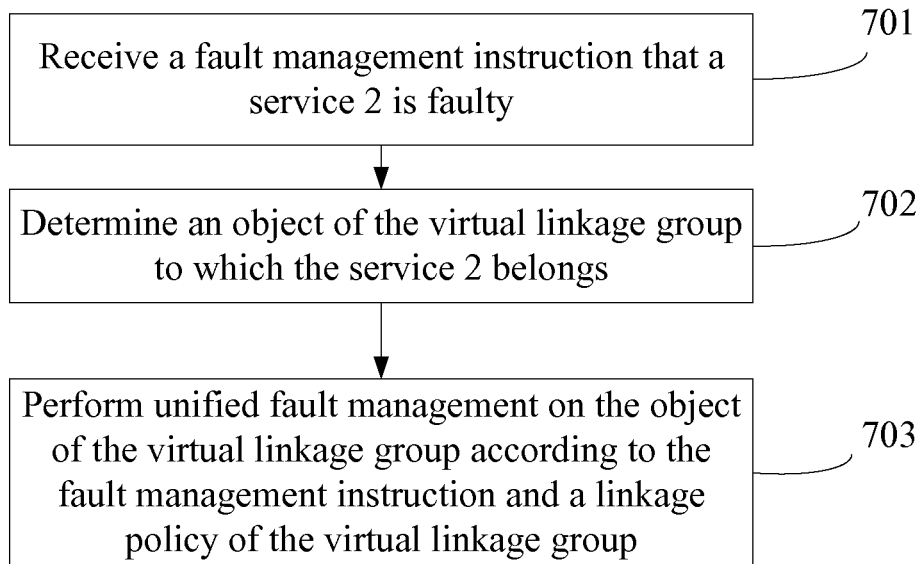 701
Receive a fault management instruction that a
service 2 is faulty
702
Determine an object of the virtual linkage group
to which the service 2 belongs
703
Perform unified fault management on the object
of the virtual linkage group according to the
fault management instruction and a linkage
policy of the virtual linkage group